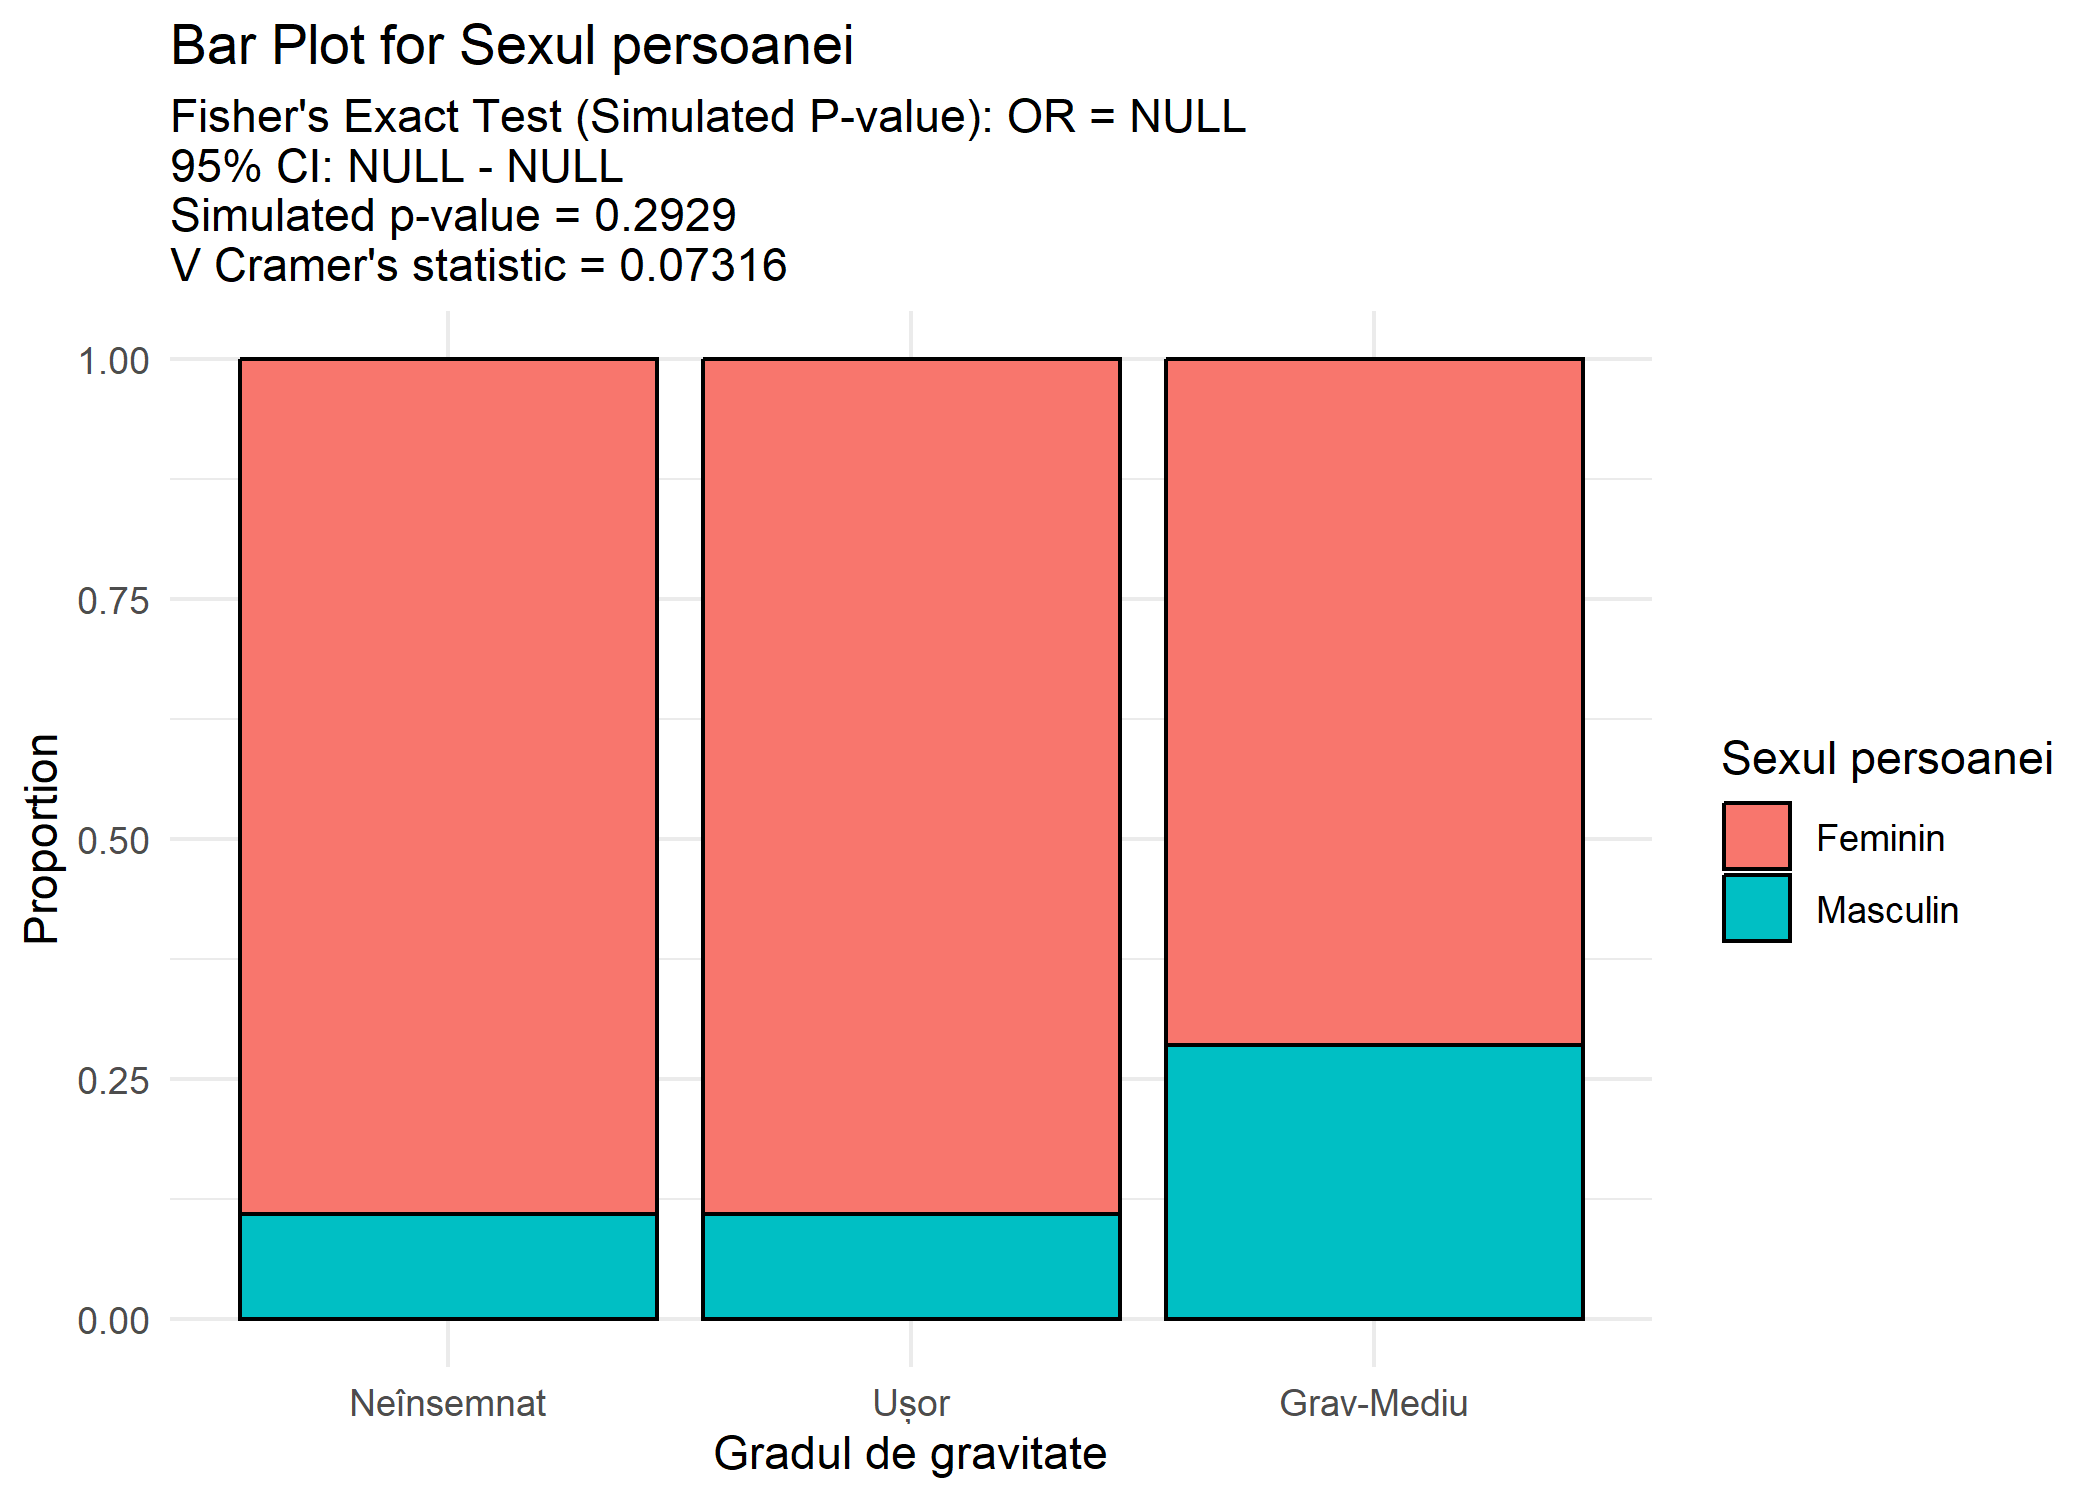 Bar Plot for Sexul persoanei
Fisher's Exact Test (Simulated P-value): OR = NULL
95% CI: NULL - NULL
Simulated p-value = 0.2929
V Cramer's statistic = 0.07316
1.00
0.75
0.50
0.25
0.00
Proportion
Neînsemnat
Ușor
Grav-Mediu
Gradul de gravitate
Sexul persoanei
Feminin
Masculin